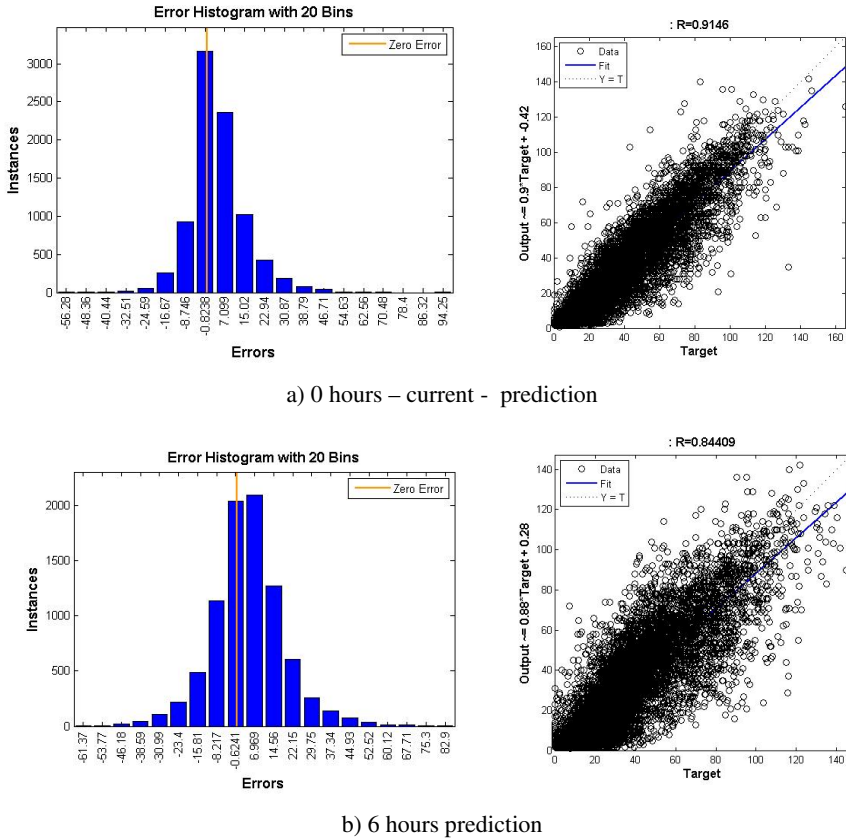 Error Histogram with 20 Bins
Zero Error
3000
2500
2000
1500
1000
500
0
Instances
-56.28
-48.36
-40.44
-32.51
-24.59
-16.67
-8.746
-0.8238
7.099
15.02
22.94
30.87
38.79
46.71
54.63
62.56
70.48
78.4
86.32
94.25
Errors
: R=0.9146
Data
Fit
Y = T
160
140
120
100
80
60
40
20
0
Output ~= 0.9*Target + -0.42
0 20 40 60 80 100 120 140 160
Target
a) 0 hours – current - prediction
Error Histogram with 20 Bins
Zero Error
2000
1500
1000
500
0
Instances
-61.37
-53.77
-46.18
-38.59
-30.99
-23.4
-15.81
-8.217
-0.6241
6.969
14.56
22.15
29.75
37.34
44.93
52.52
60.12
67.71
75.3
82.9
Errors
: R=0.84409
Data
Fit
Y = T
140
120
100
80
60
40
20
0
Output ~= 0.88*Target + 0.28
0 20 40 60 80 100 120 140
Target
b) 6 hours prediction